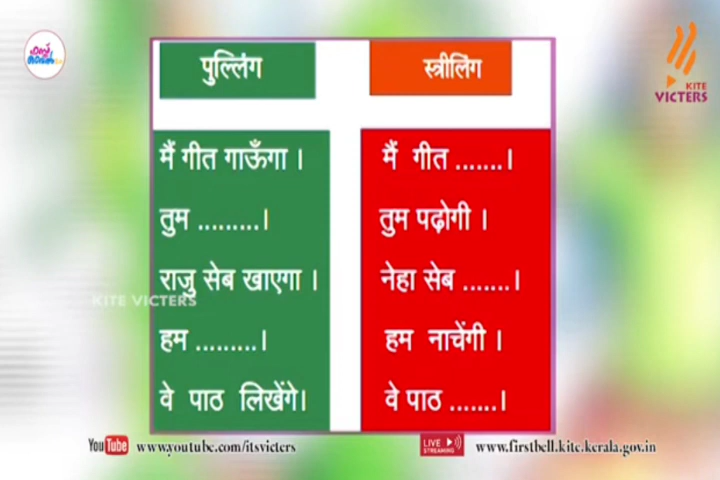 पुल्लिंग
स्त्रीलिंग
KITE
VICTERS
मैं गीत गाऊँगा ।
मैं गीत .......।
तुम .........।
तुम पढ़ोगी ।
राजु सेब खाएगा ।
नेहा सेब .......।
KITE VICTERS
हम .........।
हम नाचेंगी ।
वे पाठ लिखेंगे।
वे पाठ .......।
YouTube www.youtube.com/itsvicters
LIVE STREAMING www.firstbell.kite.kerala.gov.in